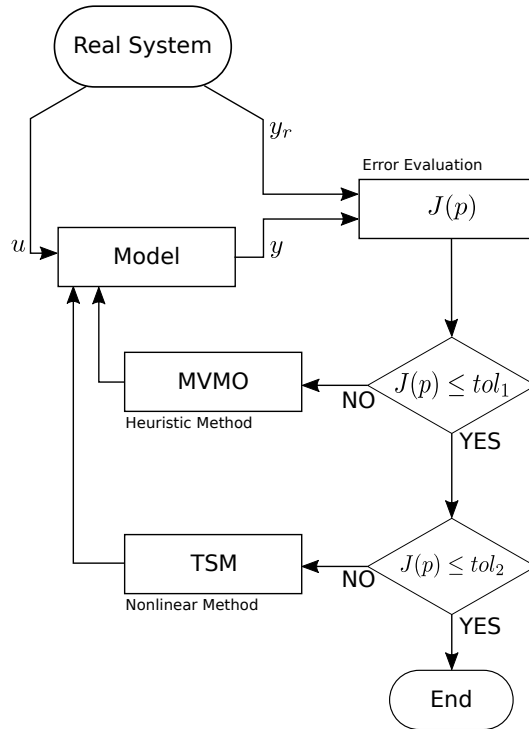 Real System
y_r
Error Evaluation
J(p)
u
Model
y
MVMO
Heuristic Method
NO
J(p) ≤ tol_1
YES
TSM
Nonlinear Method
NO
J(p) ≤ tol_2
YES
End